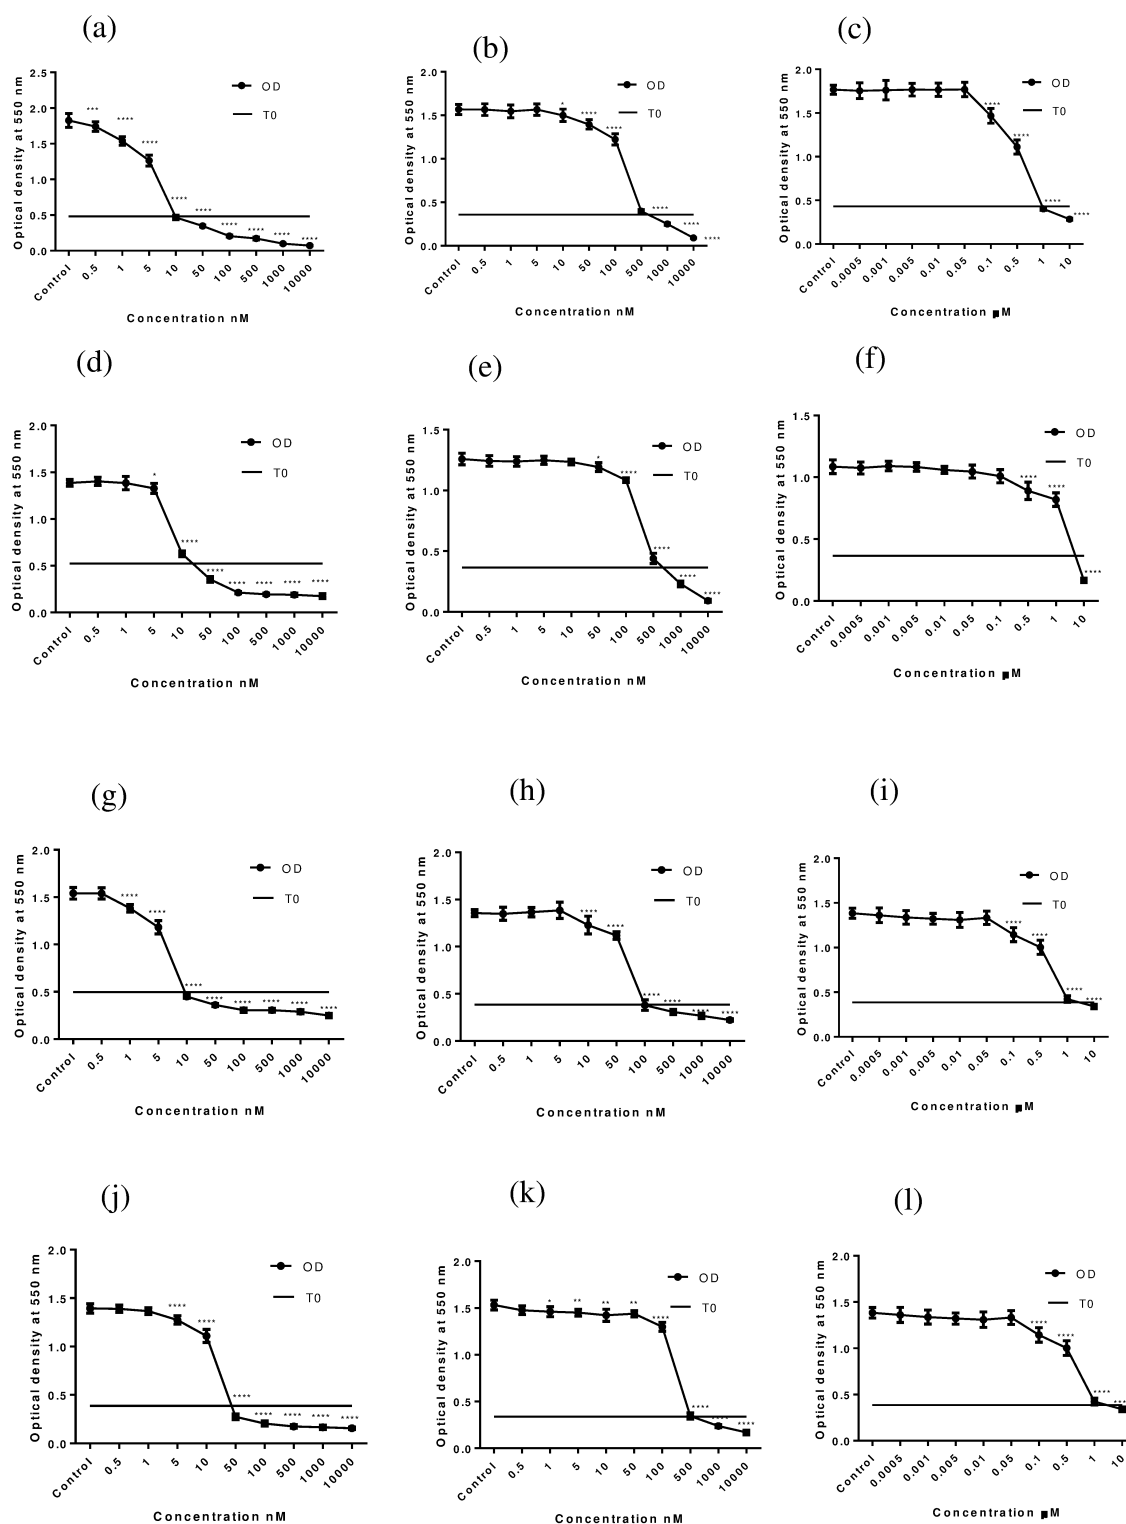 (a)
Optical density at 550 nm
2.5
2.0
1.5
1.0
0.5
0.0
OD
T0
***
****
****
****
****
****
****
****
****
Control 0.5 1 5 10 50 100 500 1000 10000
Concentration nM
(b)
Optical density at 550 nm
2.0
1.5
1.0
0.5
0.0
OD
T0
*
****
****
****
****
****
Control 0.5 1 5 10 50 100 500 1000 10000
Concentration nM
(c)
Optical density at 550 nm
2.0
1.5
1.0
0.5
0.0
OD
T0
****
****
****
****
Control 0.0005 0.001 0.005 0.01 0.05 0.1 0.5 1 10
Concentration µM
(d)
Optical density at 550 nm
2.0
1.5
1.0
0.5
0.0
OD
T0
*
****
****
****
****
****
****
Control 0.5 1 5 10 50 100 500 1000 10000
Concentration nM
(e)
Optical density at 550 nm
1.5
1.0
0.5
0.0
OD
T0
*
****
****
****
****
Control 0.5 1 5 10 50 100 500 1000 10000
Concentration nM
(f)
Optical density at 550 nm
1.5
1.0
0.5
0.0
OD
T0
****
****
****
Control 0.0005 0.001 0.005 0.01 0.05 0.1 0.5 1 10
Concentration µM
(g)
Optical density at 550 nm
2.0
1.5
1.0
0.5
0.0
OD
T0
****
****
****
****
****
****
****
****
Control 0.5 1 5 10 50 100 500 1000 10000
Concentration nM
(h)
Optical density at 550 nm
2.0
1.5
1.0
0.5
0.0
OD
T0
****
****
****
****
****
****
Control 0.5 1 5 10 50 100 500 1000 10000
Concentration nM
(i)
Optical density at 550 nm
2.0
1.5
1.0
0.5
0.0
OD
T0
****
****
****
****
Control 0.0005 0.001 0.005 0.01 0.05 0.1 0.5 1 10
Concentration µM
(j)
Optical density at 550 nm
2.0
1.5
1.0
0.5
0.0
OD
T0
****
****
****
****
****
****
****
Control 0.5 1 5 10 50 100 500 1000 10000
Concentration nM
(k)
Optical density at 550 nm
2.0
1.5
1.0
0.5
0.0
OD
T0
*
**
**
**
****
****
****
****
Control 0.5 1 5 10 50 100 500 1000 10000
Concentration nM
(l)
Optical density at 550 nm
2.0
1.5
1.0
0.5
0.0
OD
T0
****
****
****
Control 0.0005 0.001 0.005 0.01 0.05 0.1 0.5 1 10
Concentration µM